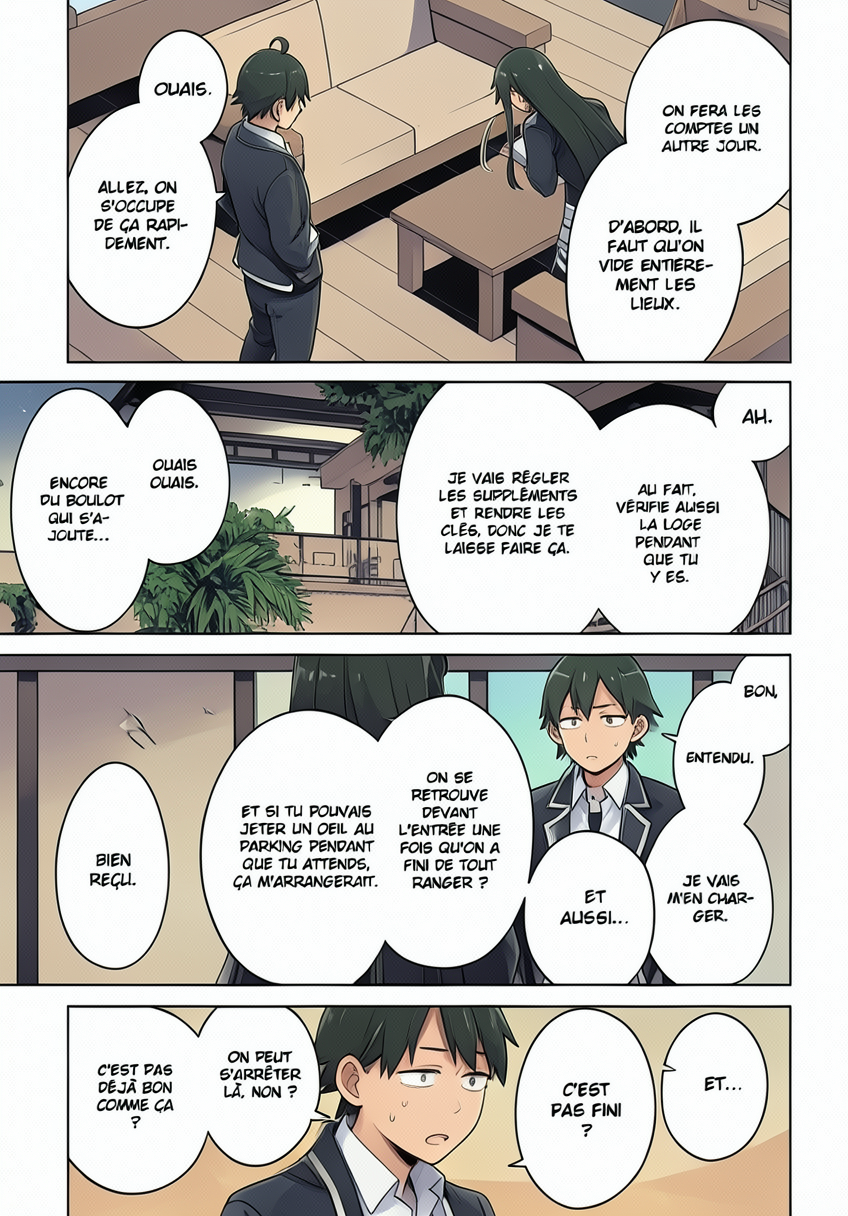 ON FERA LES
COMPTES UN
AUTRE JOUR.
D'ABORD, IL
FAUT QU'ON
VIDE ENTIÈRE-
MENT LES
LIEUX.
OUAIS.
ALLEZ, ON
S'OCCUPE
DE ÇA RAPI-
DEMENT.
AH.
AU FAIT,
VÉRIFIE AUSSI
LA LOGE
PENDANT
QUE TU
Y ES.
JE VAIS RÉGLER
LES SUPPLÉMENTS
ET RENDRE LES
CLÉS, DONC JE TE
LAISSE FAIRE ÇA.
OUAIS
OUAIS.
ENCORE
DU BOULOT
QUI S'A-
JOUTE...
BON,
ENTENDU.
JE VAIS
M'EN CHAR-
GER.
ET
AUSSI...
ON SE
RETROUVE
DEVANT
L'ENTRÉE UNE
FOIS QU'ON A
FINI DE TOUT
RANGER ?
ET SI TU POUVAIS
JETER UN OEIL AU
PARKING PENDANT
QUE TU ATTENDS,
ÇA M'ARRANGERAIT.
BIEN
REÇU.
ET...
C'EST
PAS FINI
?
ON PEUT
S'ARRÊTER
LÀ, NON ?
C'EST PAS
DÉJÀ BON
COMME ÇA
?